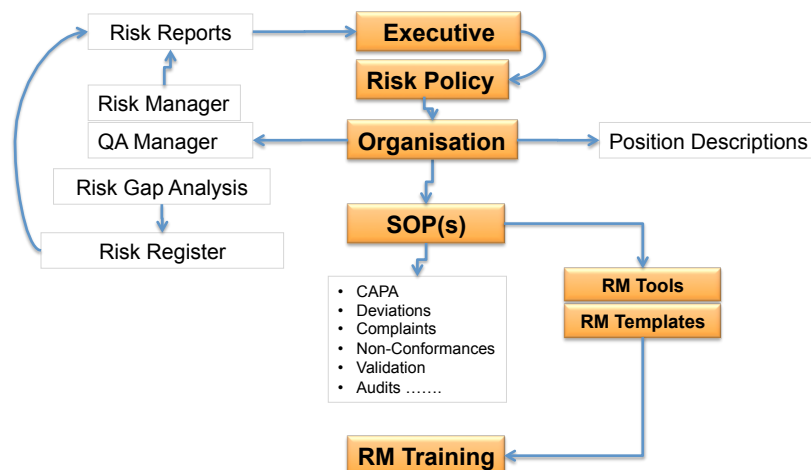 Risk Reports
Executive
Risk Policy
Risk Manager
QA Manager
Organisation
Position Descriptions
Risk Gap Analysis
Risk Register
SOP(s)
• CAPA
• Deviations
• Complaints
• Non-Conformances
• Validation
• Audits …….
RM Tools
RM Templates
RM Training